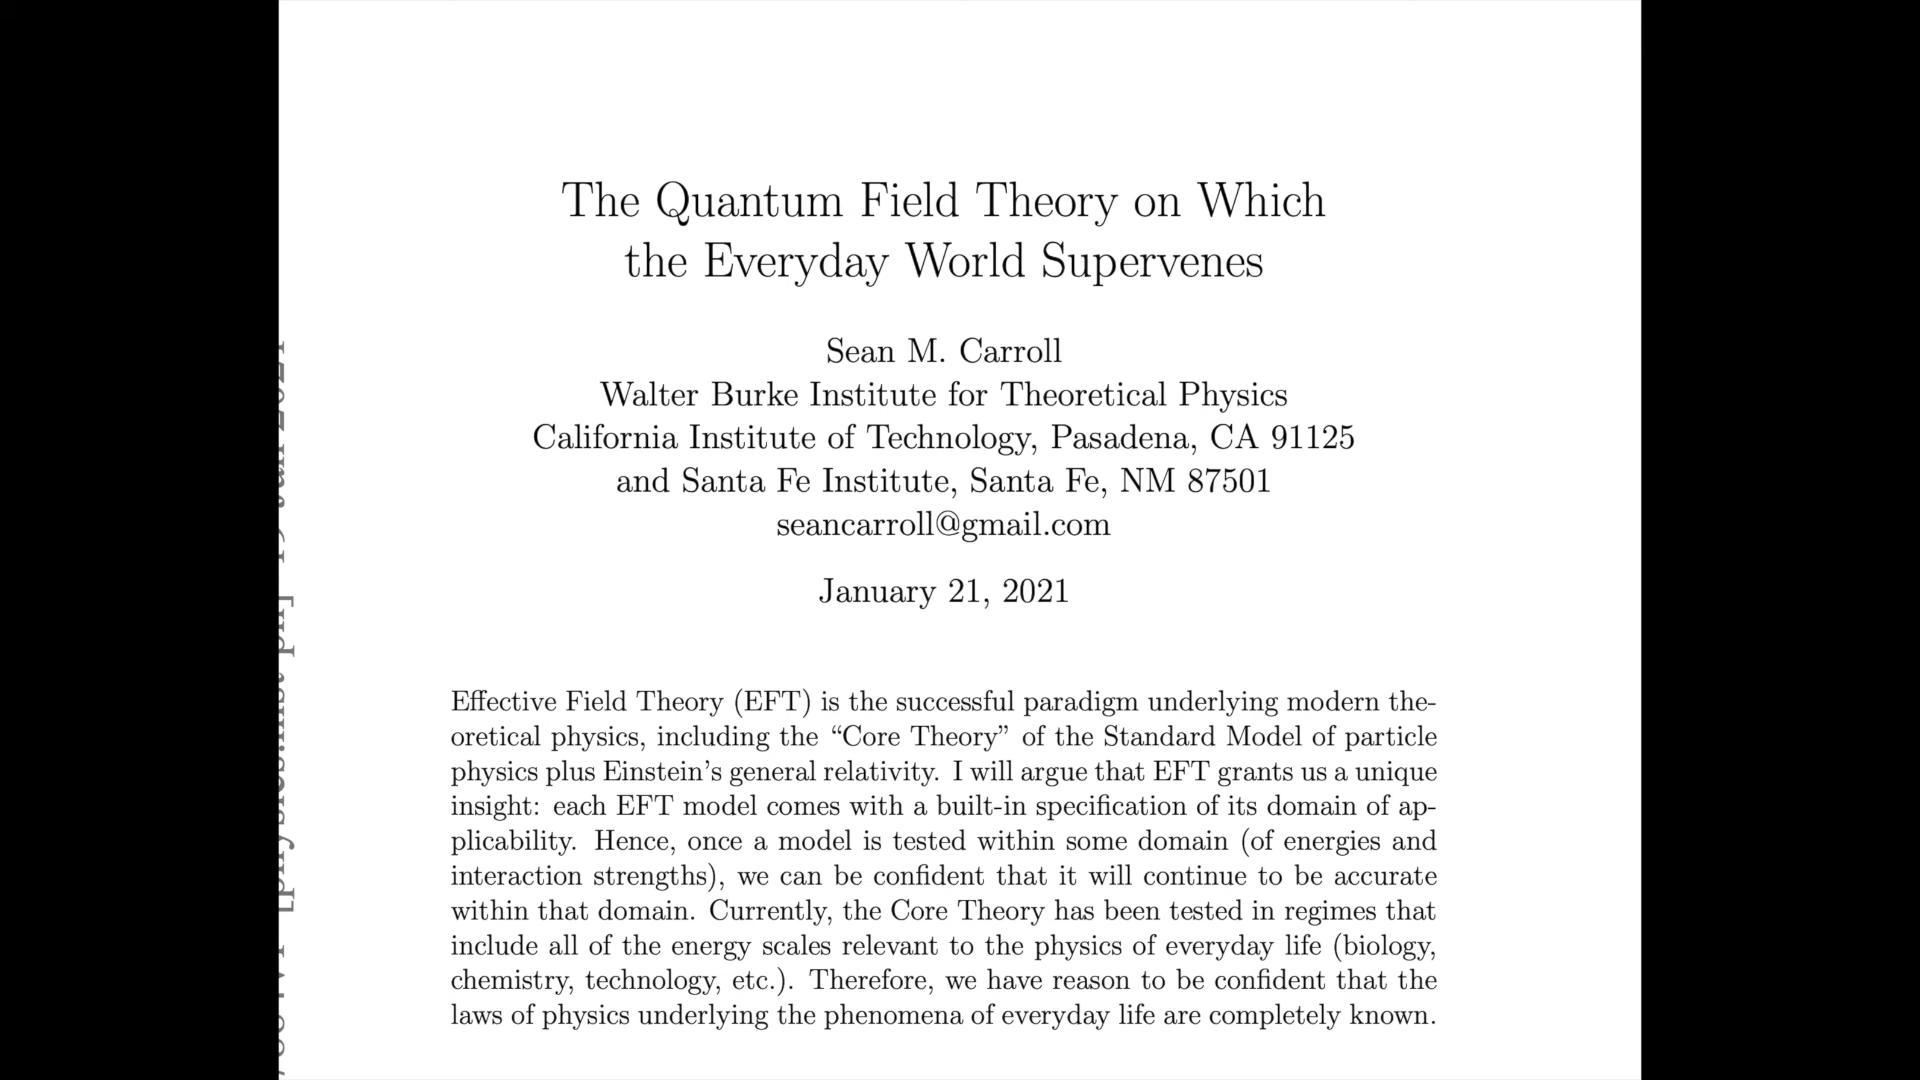 The Quantum Field Theory on Which
the Everyday World Supervenes
Sean M. Carroll
Walter Burke Institute for Theoretical Physics
California Institute of Technology, Pasadena, CA 91125
and Santa Fe Institute, Santa Fe, NM 87501
seancarroll@gmail.com
January 21, 2021
Effective Field Theory (EFT) is the successful paradigm underlying modern the-
oretical physics, including the “Core Theory” of the Standard Model of particle
physics plus Einstein’s general relativity. I will argue that EFT grants us a unique
insight: each EFT model comes with a built-in specification of its domain of ap-
plicability. Hence, once a model is tested within some domain (of energies and
interaction strengths), we can be confident that it will continue to be accurate
within that domain. Currently, the Core Theory has been tested in regimes that
include all of the energy scales relevant to the physics of everyday life (biology,
chemistry, technology, etc.). Therefore, we have reason to be confident that the
laws of physics underlying the phenomena of everyday life are completely known.